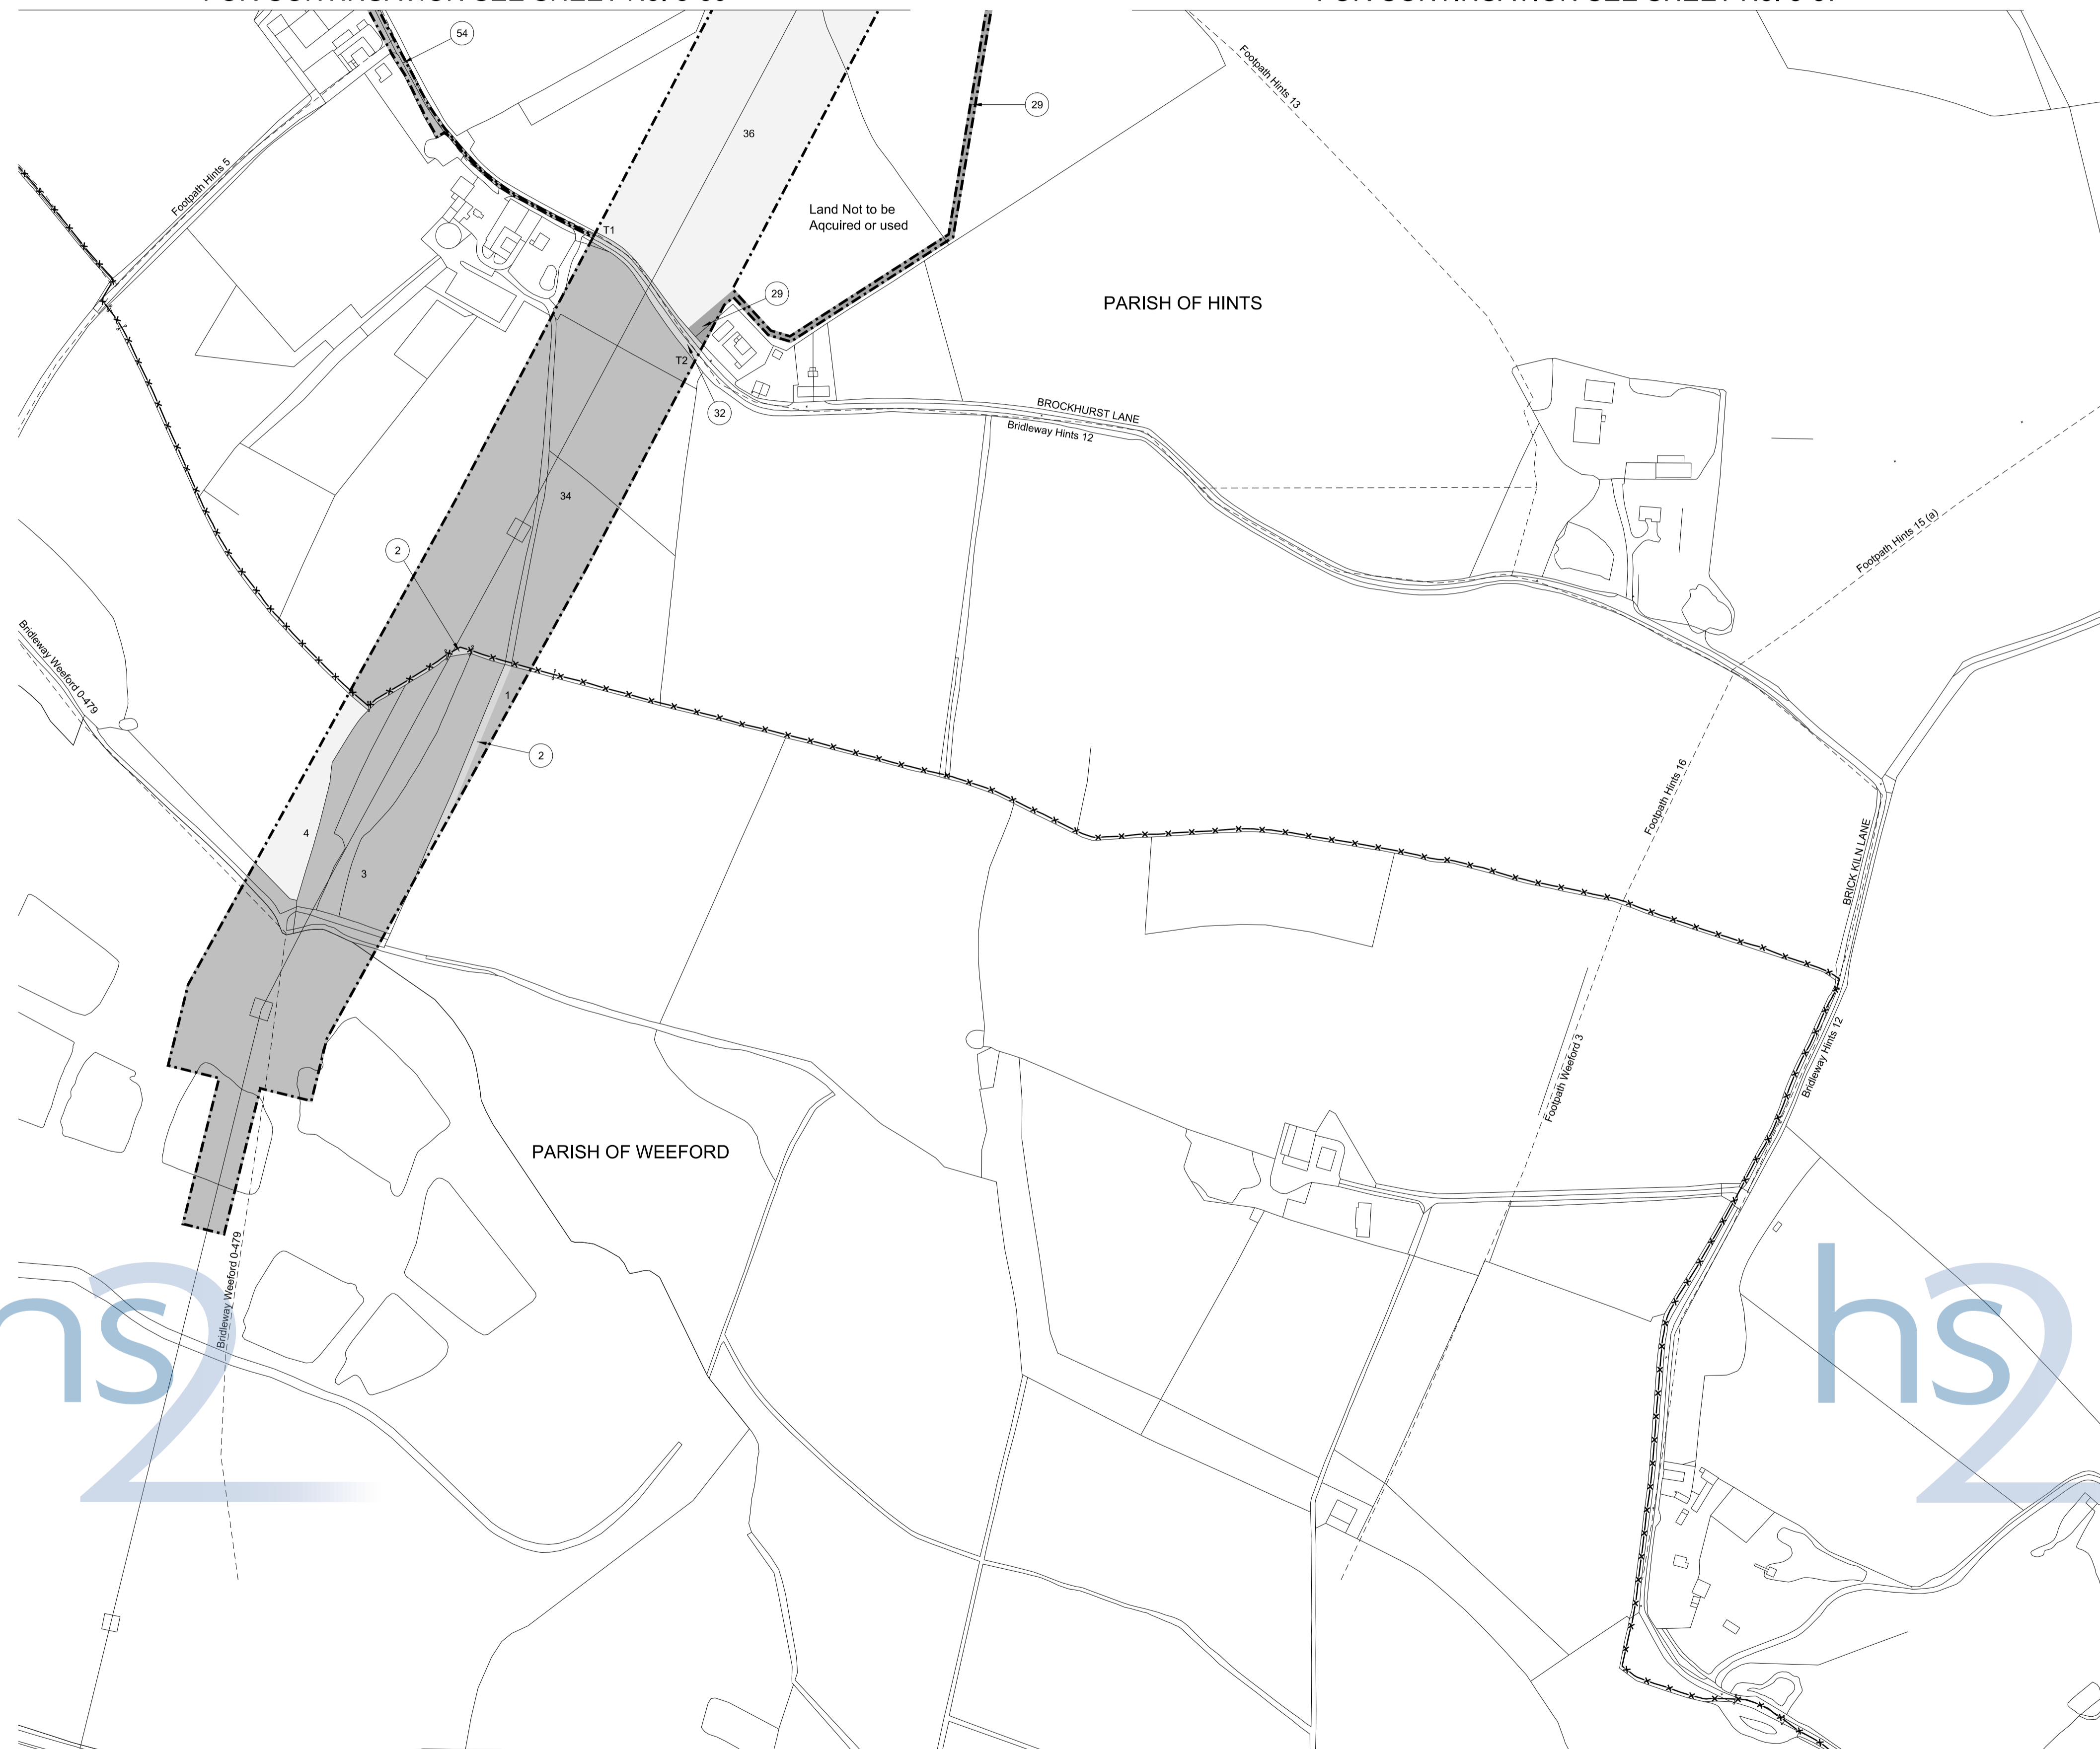 54
36
29
Footpath Hints 13
Footpath Hints 5
Land Not to be
Aqcuired or used
T1
29
PARISH OF HINTS
T2
32
BROCKHURST LANE
Bridleway Hints 12
34
2
Footpath Hints 15 (a)
Bridleway Weeford 0-479
1
2
4
3
Footpath Hints 16
BRICK KILN LANE
Footpath Weeford 3
Bridleway Hints 12
PARISH OF WEEFORD
Bridleway Weeford 0-479
hs2
hs2